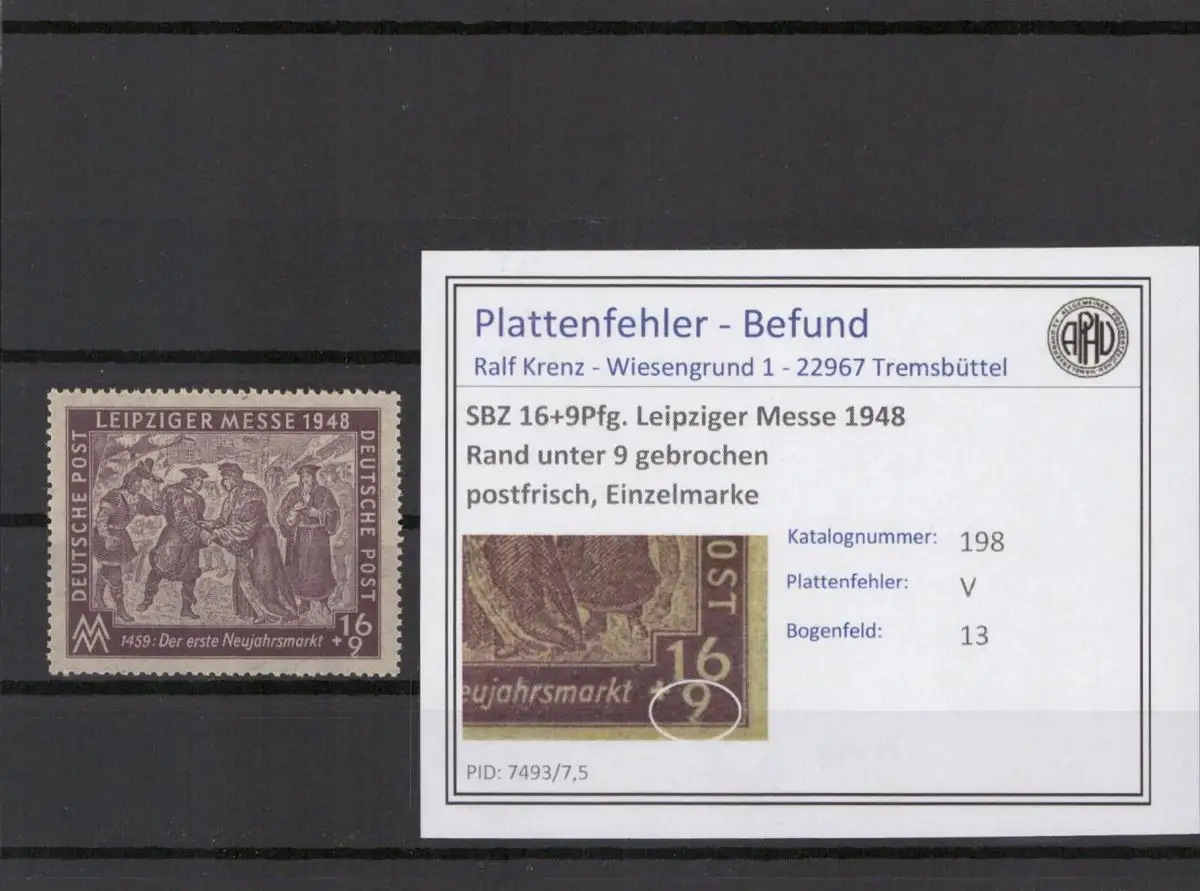 LEIPZIGER MESSE 1948
DEUTSCHE POST
DEUTSCHE POST
1459: Der erste Neujahrsmarkt
16
+
9
Plattenfehler - Befund
Ralf Krenz - Wiesengrund 1 - 22967 Tremsbüttel
APHV
SBZ 16+9Pfg. Leipziger Messe 1948
Rand unter 9 gebrochen
postfrisch, Einzelmarke
OST
16
eujahrsmarkt + 9
Katalognummer: 198
Plattenfehler: V
Bogenfeld: 13
PID: 7493/7,5